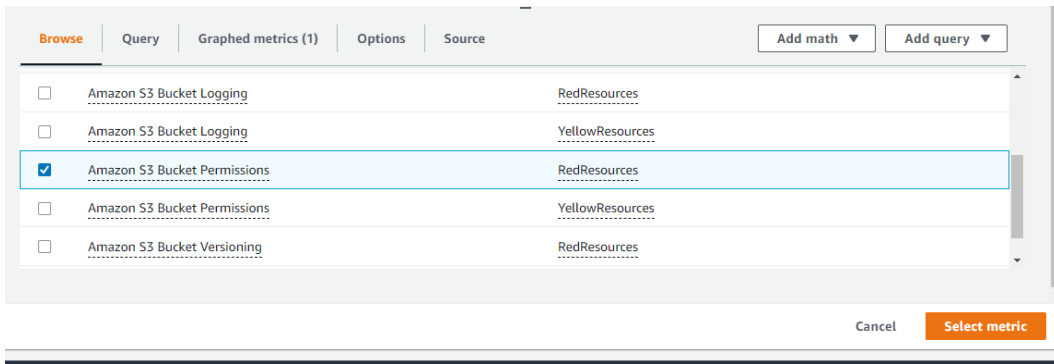 Browse Query Graphed metrics (1) Options Source Add math ▼ Add query ▼
Amazon S3 Bucket Logging RedResources
Amazon S3 Bucket Logging YellowResources
Amazon S3 Bucket Permissions RedResources
Amazon S3 Bucket Permissions YellowResources
Amazon S3 Bucket Versioning RedResources
Cancel Select metric